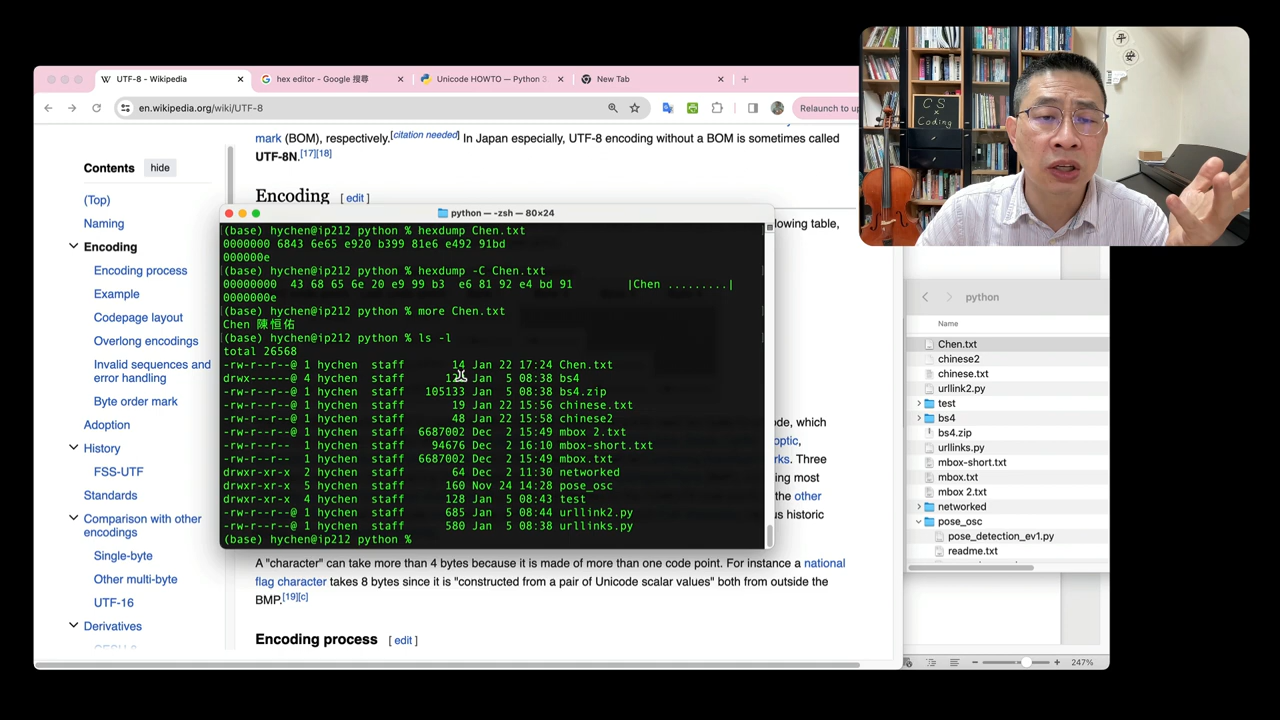 UTF-8 - Wikipedia
hex editor - Google 搜尋
Unicode HOWTO — Python 3
New Tab
en.wikipedia.org/wiki/UTF-8
Relaunch to up
Contents hide
(Top)
Naming
Encoding
Encoding process
Example
Codepage layout
Overlong encodings
Invalid sequences and
error handling
Byte order mark
Adoption
History
FSS-UTF
Standards
Comparison with other
encodings
Single-byte
Other multi-byte
UTF-16
Derivatives
mark (BOM), respectively.[citation needed] In Japan especially, UTF-8 encoding without a BOM is sometimes called
UTF-8N.[17][18]
Encoding [ edit ]
lowing table,
python — -zsh — 80×24
(base) hychen@ip212 python % hexdump Chen.txt
0000000 6843 6e65 e920 b399 81e6 e492 91bd
000000e
(base) hychen@ip212 python % hexdump -C Chen.txt
00000000  43 68 65 6e 20 e9 99 b3  e6 81 92 e4 bd 91        |Chen .........|
0000000e
(base) hychen@ip212 python % more Chen.txt
Chen 陳恒佑
(base) hychen@ip212 python % ls -l
total 26568
-rw-r--r--@ 1 hychen  staff       14 Jan 22 17:24 Chen.txt
drwx------@ 4 hychen  staff      12 Jan  5 08:38 bs4
-rw-r--r--@ 1 hychen  staff   105133 Jan  5 08:38 bs4.zip
-rw-r--r--@ 1 hychen  staff       19 Jan 22 15:56 chinese.txt
-rw-r--r--@ 1 hychen  staff       48 Jan 22 15:58 chinese2
-rw-r--r--  1 hychen  staff  6687002 Dec  2 15:49 mbox 2.txt
-rw-r--r--  1 hychen  staff    94676 Dec  2 16:10 mbox-short.txt
-rw-r--r--  1 hychen  staff  6687002 Dec  2 15:49 mbox.txt
drwxr-xr-x  2 hychen  staff       64 Dec  2 11:30 networked
drwxr-xr-x  5 hychen  staff      160 Nov 24 14:28 pose_osc
drwxr-xr-x  4 hychen  staff      128 Jan  5 08:43 test
-rw-r--r--@ 1 hychen  staff      685 Jan  5 08:44 urllink2.py
-rw-r--r--@ 1 hychen  staff      580 Jan  5 08:38 urllinks.py
(base) hychen@ip212 python %
ode, which
optic,
rks. Three
ing most
the other
us historic
A "character" can take more than 4 bytes because it is made of more than one code point. For instance a national
flag character takes 8 bytes since it is "constructed from a pair of Unicode scalar values" both from outside the
BMP.[19][c]
Encoding process [ edit ]
平
安
CS
x
Coding
python
Name
Chen.txt
chinese2
chinese.txt
urllink2.py
test
bs4
bs4.zip
urllinks.py
mbox-short.txt
mbox.txt
mbox 2.txt
networked
pose_osc
pose_detection_ev1.py
readme.txt
247%